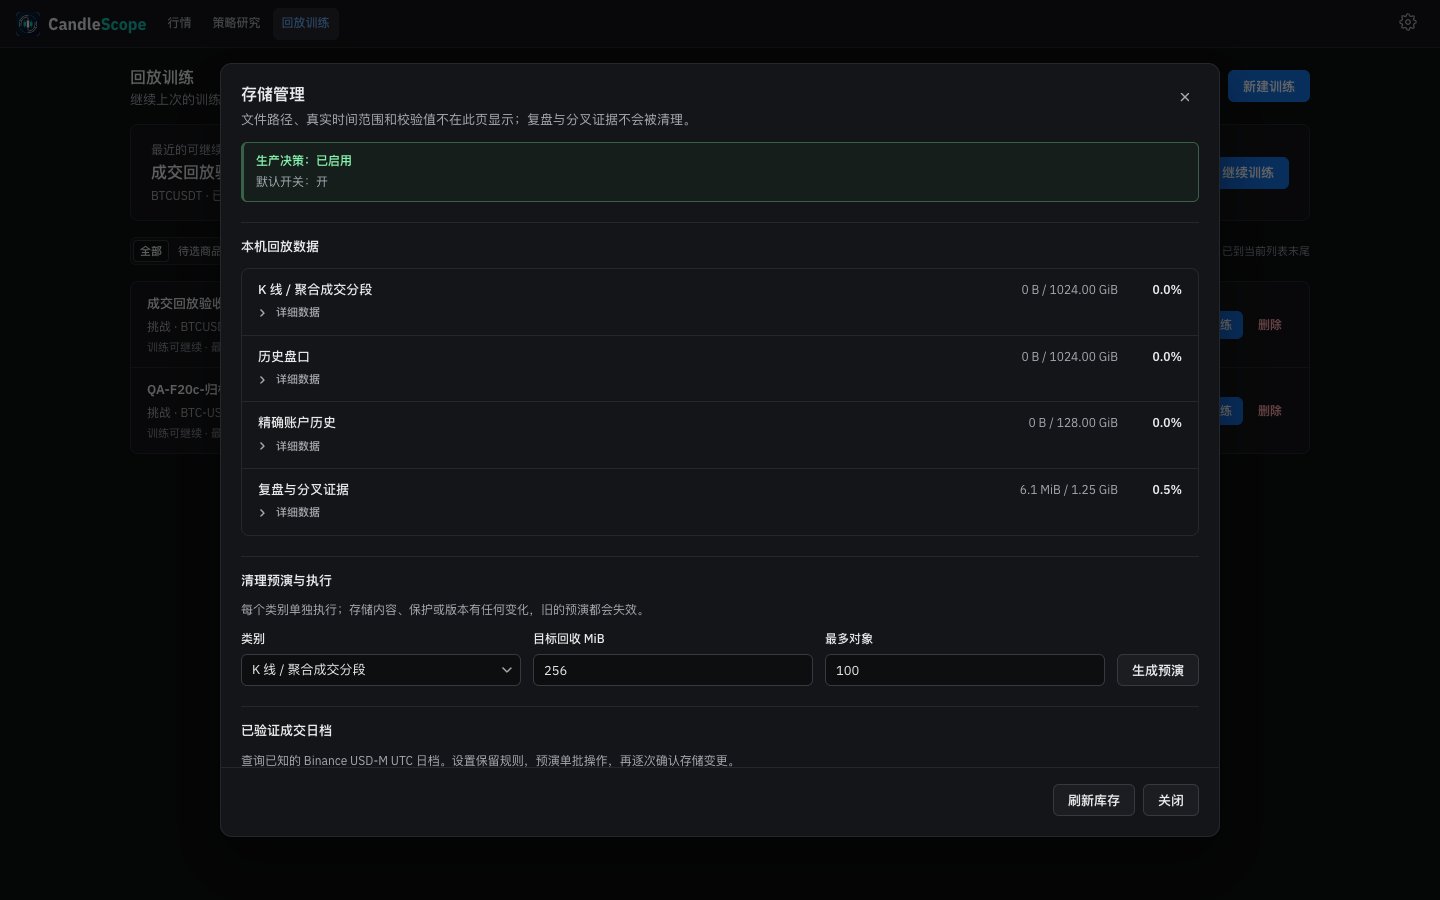 CandleScope
行情
策略研究
回放训练
回放训练
继续上次的训练
新建训练
最近的可继续
成交回放验
BTCUSDT · 已
继续训练
全部
待选商品
已到当前列表末尾
成交回放验收
挑战 · BTCUSD
训练可继续 · 最
练
删除
QA-F20c-归
挑战 · BTC-US
训练可继续 · 最
练
删除
存储管理
文件路径、真实时间范围和校验值不在此页显示；复盘与分叉证据不会被清理。
生产决策：已启用
默认开关：开
本机回放数据
K 线 / 聚合成交分段
0 B / 1024.00 GiB
0.0%
详细数据
历史盘口
0 B / 1024.00 GiB
0.0%
详细数据
精确账户历史
0 B / 128.00 GiB
0.0%
详细数据
复盘与分叉证据
6.1 MiB / 1.25 GiB
0.5%
详细数据
清理预演与执行
每个类别单独执行；存储内容、保护或版本有任何变化，旧的预演都会失效。
类别
目标回收 MiB
最多对象
K 线 / 聚合成交分段
256
100
生成预演
已验证成交日档
查询已知的 Binance USD-M UTC 日档。设置保留规则，预演单批操作，再逐次确认存储变更。
刷新库存
关闭